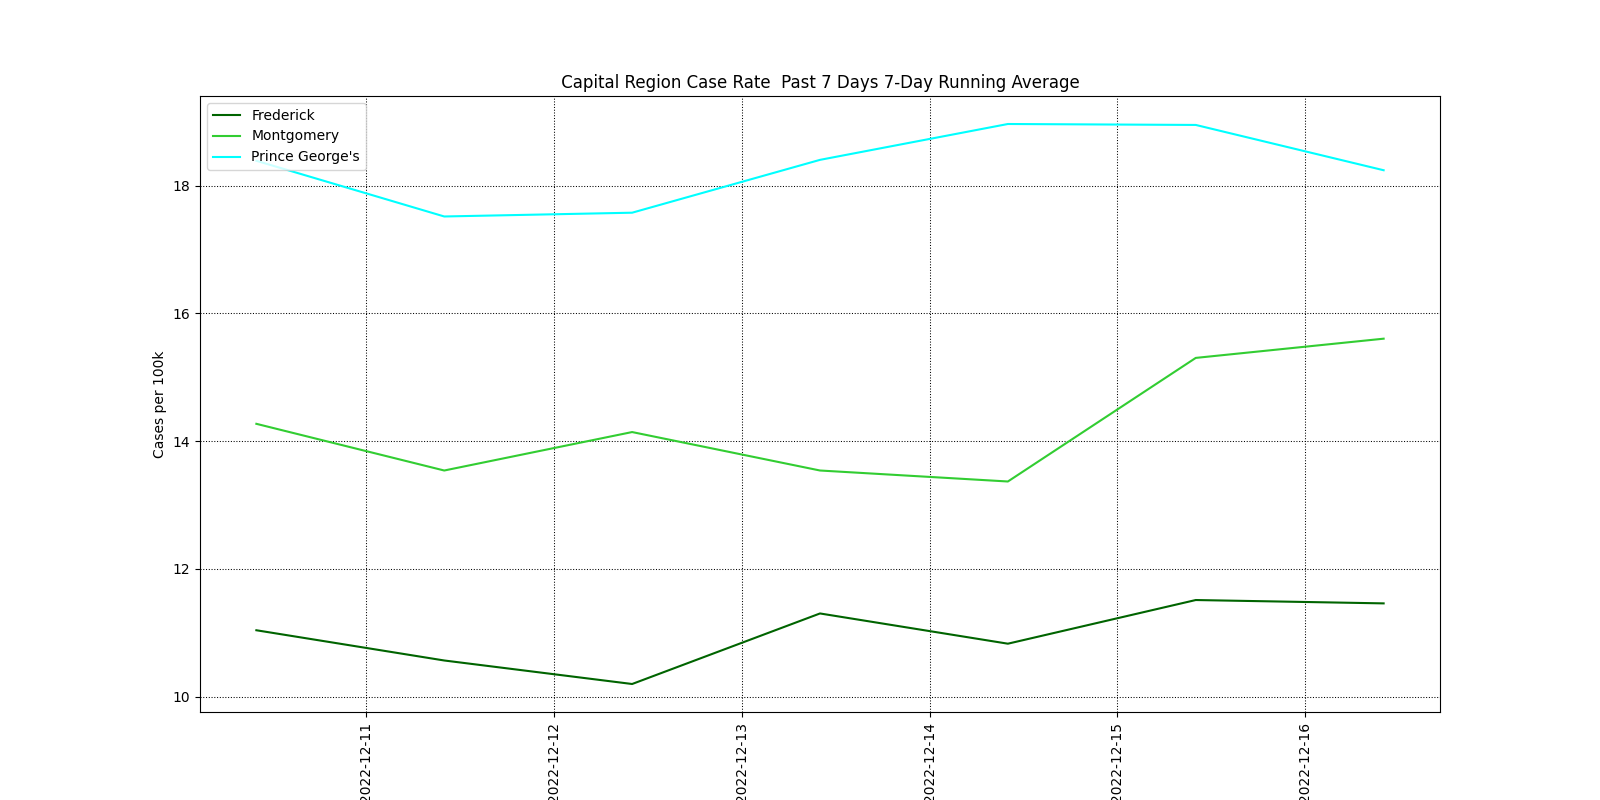 Capital Region Case Rate  Past 7 Days 7-Day Running Average
Frederick
Montgomery
Prince George's
18
16
14
12
10
Cases per 100k
2022-12-11
2022-12-12
2022-12-13
2022-12-14
2022-12-15
2022-12-16